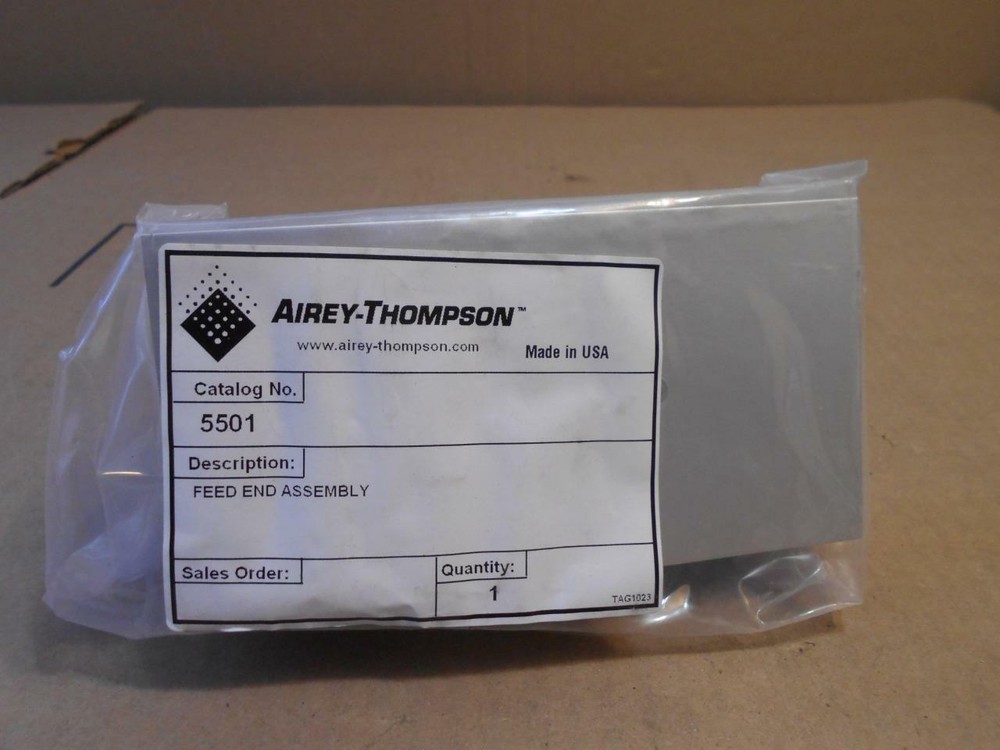 AIREY-THOMPSON™
www.airey-thompson.com
Made in USA
Catalog No.
5501
Description:
FEED END ASSEMBLY
Sales Order:
Quantity:
1
TAG1023